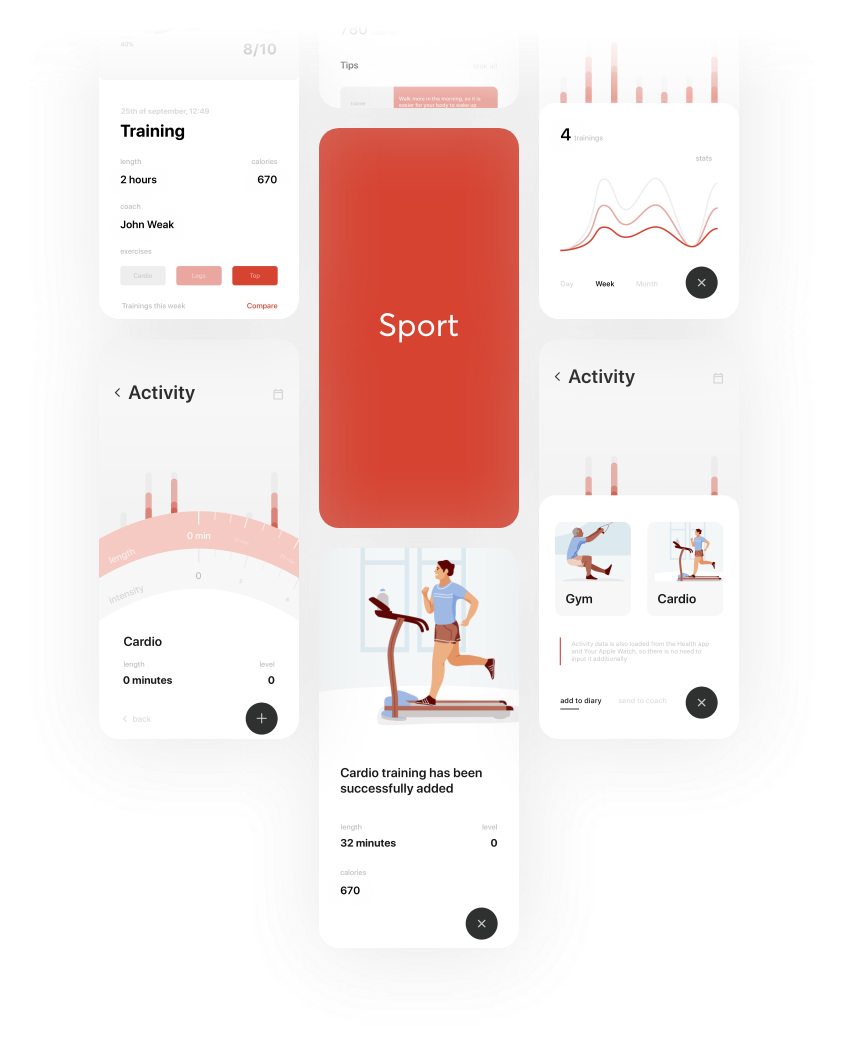 8/10
25th of september, 12:49
Training
length
calories
2 hours
670
coach
John Weak
exercises
Cardio
Legs
Top
Trainings this week
Compare
Activity
0 min
length
0
intensity
Cardio
length
level
0 minutes
0
back
780
Tips
Walk more in the morning, so it is
easier for your body to wake up
Sport
Cardio training has been
successfully added
length
level
32 minutes
0
calories
670
4 trainings
stats
Day
Week
Month
Activity
Gym
Cardio
Activity data is also loaded from the Health app
and Your Apple Watch, so there is no need to
input it additionally
add to diary
send to coach